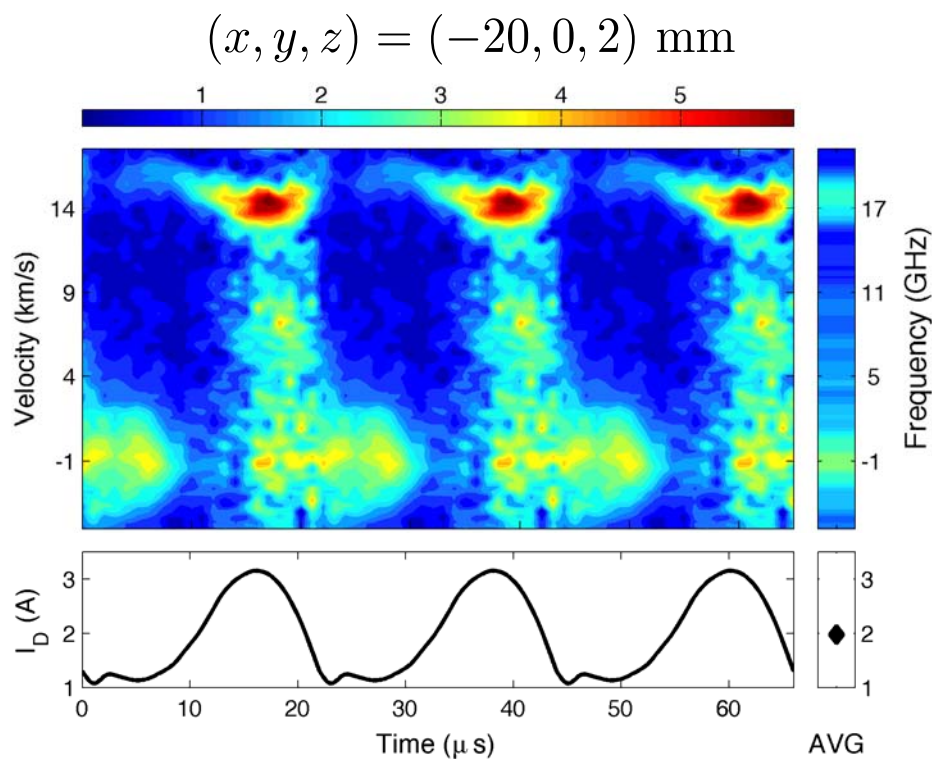 (x, y, z) = (−20, 0, 2) mm
1 2 3 4 5
14 9 4 -1
Velocity (km/s)
17 11 5 -1
Frequency (GHz)
3 2 1
I_D (A)
3 2 1
0 10 20 30 40 50 60
Time (μ s)
AVG